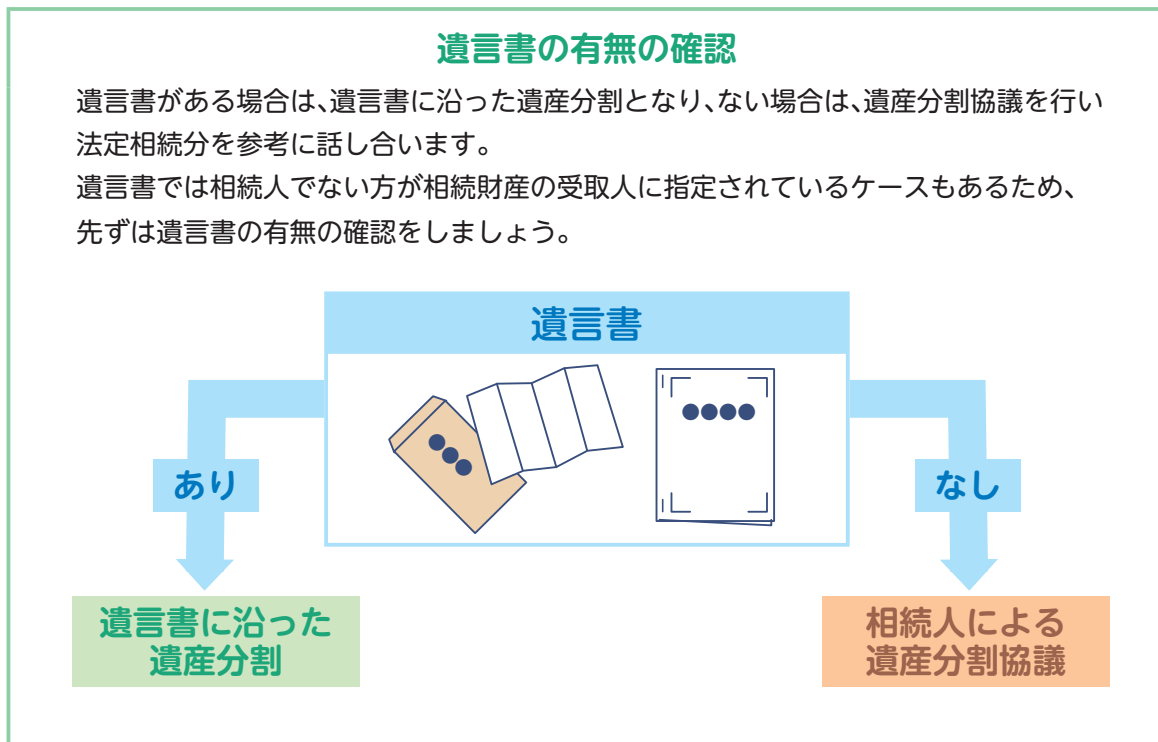 遺言書の有無の確認
遺言書がある場合は、遺言書に沿った遺産分割となり、ない場合は、遺産分割協議を行い
法定相続分を参考に話し合います。
遺言書では相続人でない方が相続財産の受取人に指定されているケースもあるため、
先ずは遺言書の有無の確認をしましょう。
遺言書
あり
なし
遺言書に沿った
遺産分割
相続人による
遺産分割協議